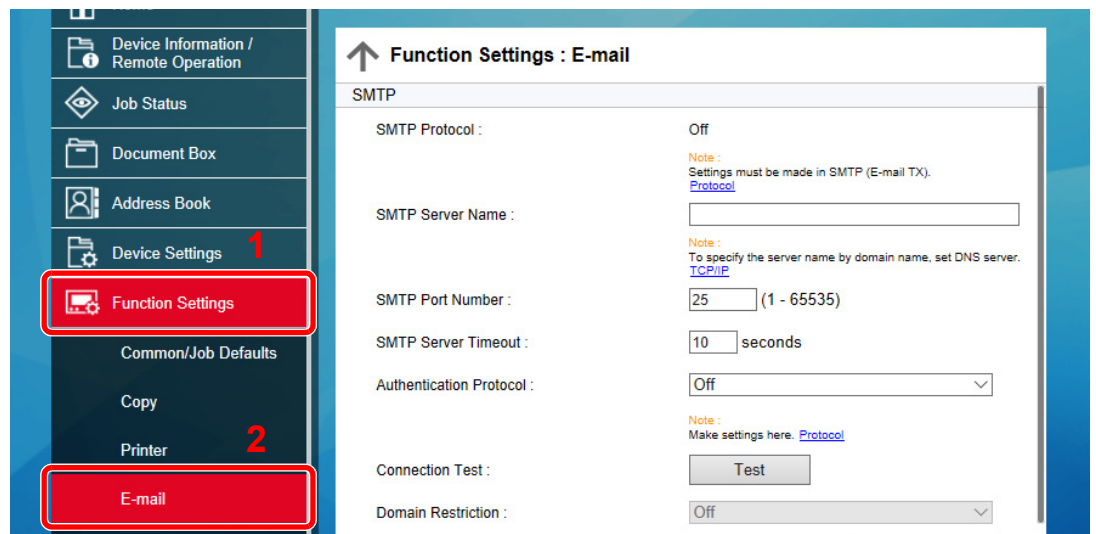 Device Information /
Remote Operation
Job Status
Document Box
Address Book
1
Device Settings
Function Settings
Common/Job Defaults
Copy
2
Printer
E-mail
Function Settings : E-mail
SMTP
SMTP Protocol : Off
Note :
Settings must be made in SMTP (E-mail TX).
Protocol
SMTP Server Name :
Note :
To specify the server name by domain name, set DNS server.
TCP/IP
SMTP Port Number : 25 (1 - 65535)
SMTP Server Timeout : 10 seconds
Authentication Protocol : Off
Note :
Make settings here. Protocol
Connection Test : Test
Domain Restriction : Off